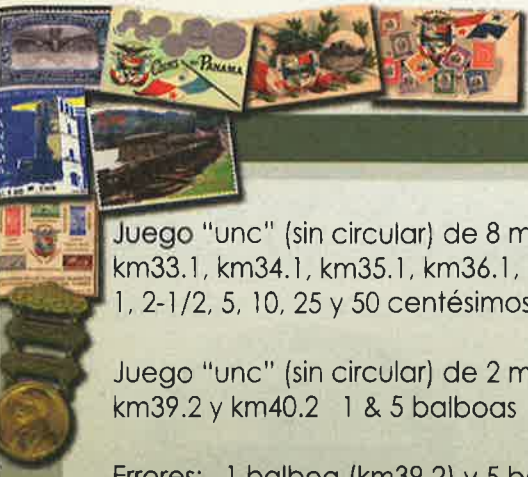 COINS OF PANAMA
Juego "unc" (sin circular) de 8 m
km33.1, km34.1, km35.1, km36.1,
1, 2-1/2, 5, 10, 25 y 50 centésimos
Juego "unc" (sin circular) de 2 m
km39.2 y km40.2 1 & 5 balboas
Errores: 1 balboa (km39.2) y 5 b